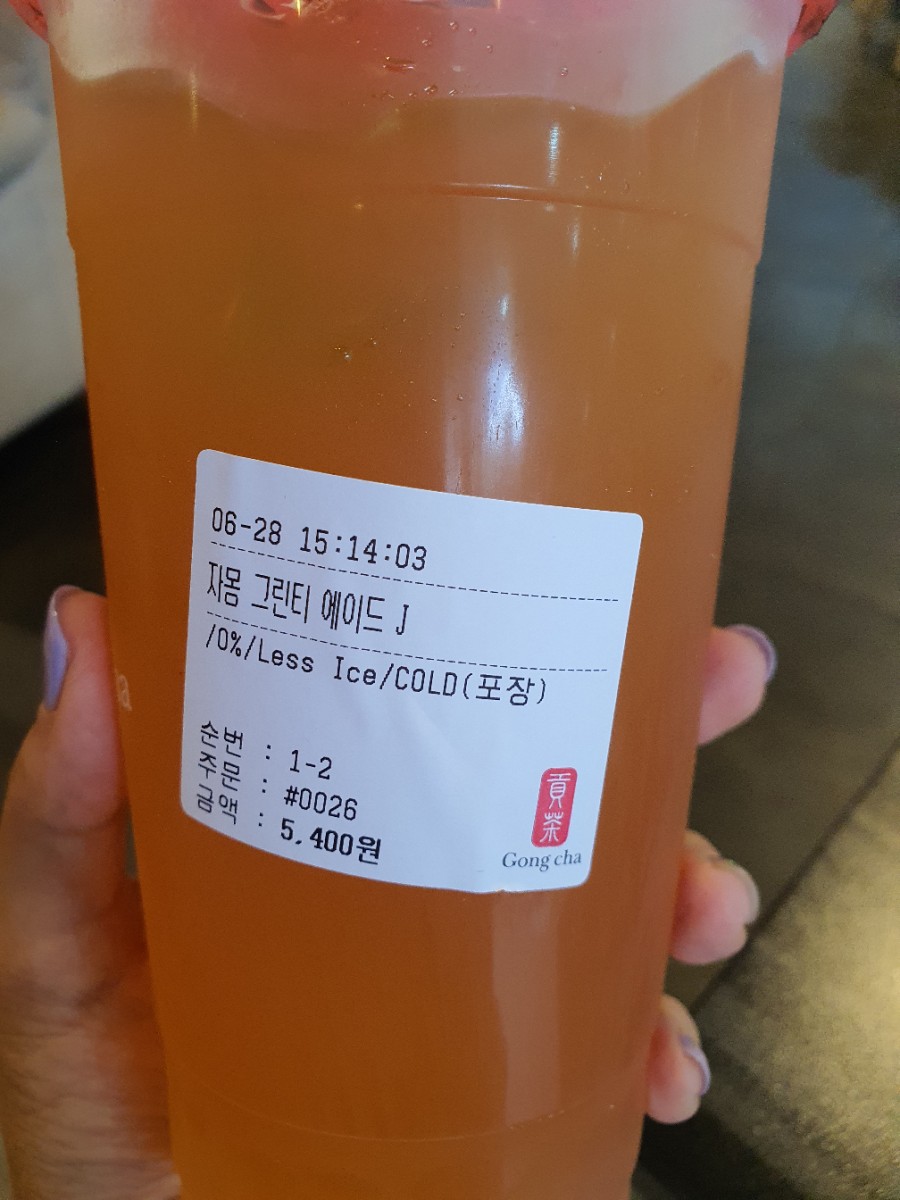 06-28 15:14:03
자몽 그린티 에이드 J
/0%/Less Ice/COLD(포장)
순번 : 1-2
주문 : #0026
금액 : 5,400원
貢茶
Gong cha
a